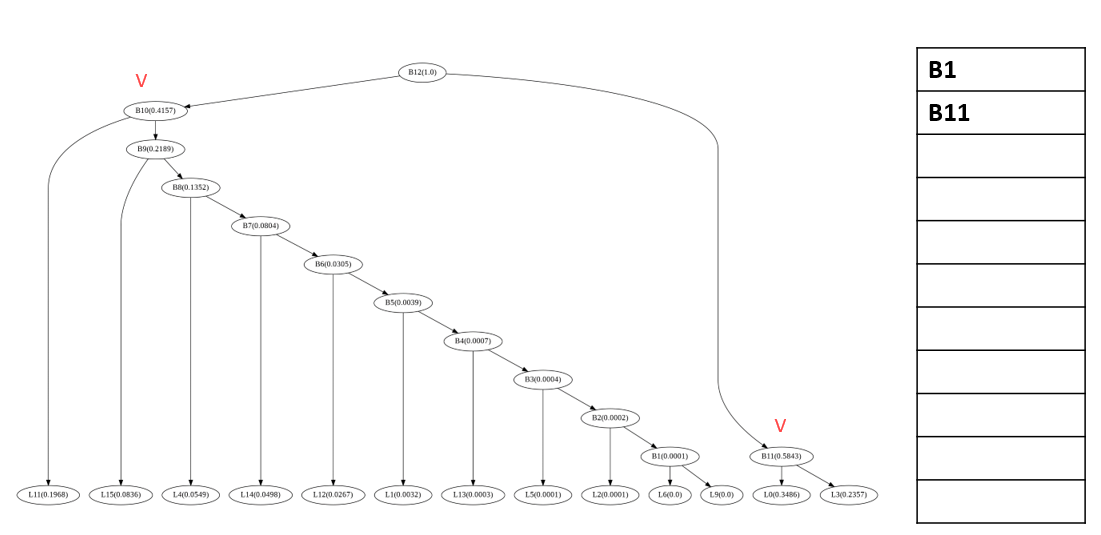 B12(1.0)
V
B10(0.4157)
B9(0.2189)
B8(0.1352)
B7(0.0804)
B6(0.0305)
B5(0.0039)
B4(0.0007)
B3(0.0004)
B2(0.0002)
V
B1(0.0001)
B11(0.5843)
L11(0.1968)
L15(0.0836)
L4(0.0549)
L14(0.0498)
L12(0.0267)
L1(0.0032)
L13(0.0003)
L5(0.0001)
L2(0.0001)
L6(0.0)
L9(0.0)
L0(0.3486)
L3(0.2357)
B1
B11